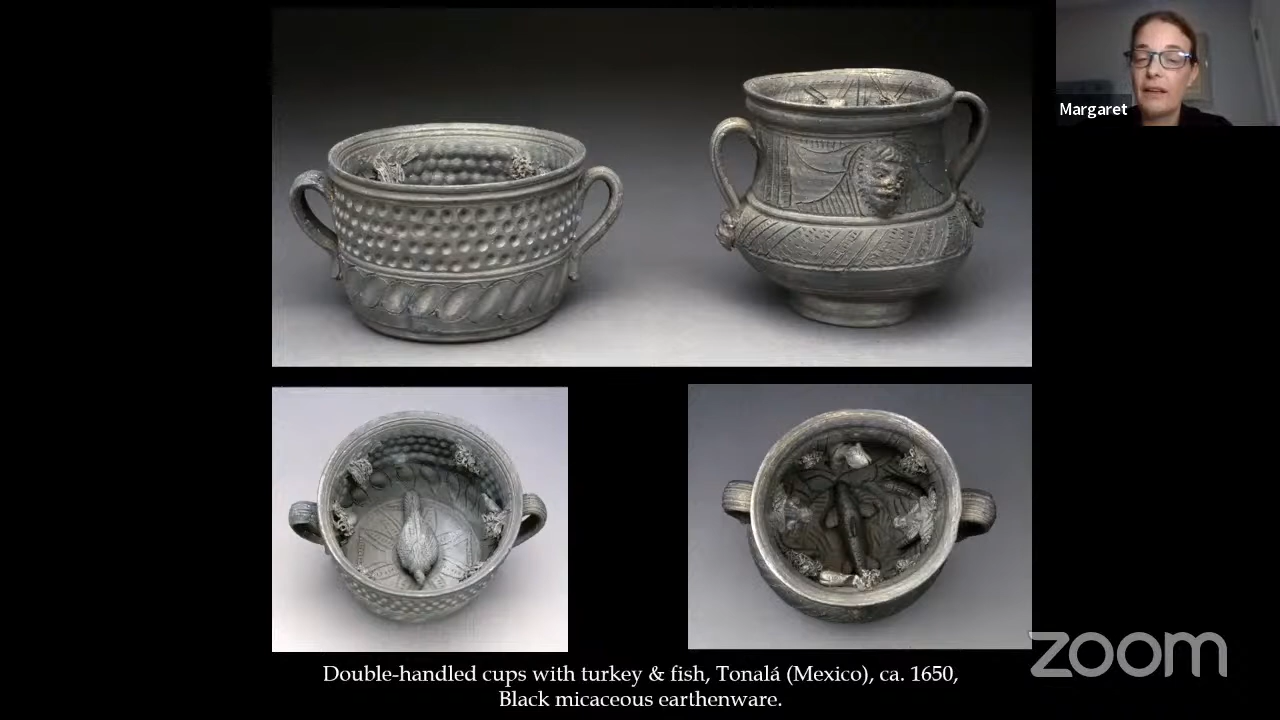 Margaret
Double-handled cups with turkey & fish, Tonalá (Mexico), ca. 1650,
Black micaceous earthenware.
zoom